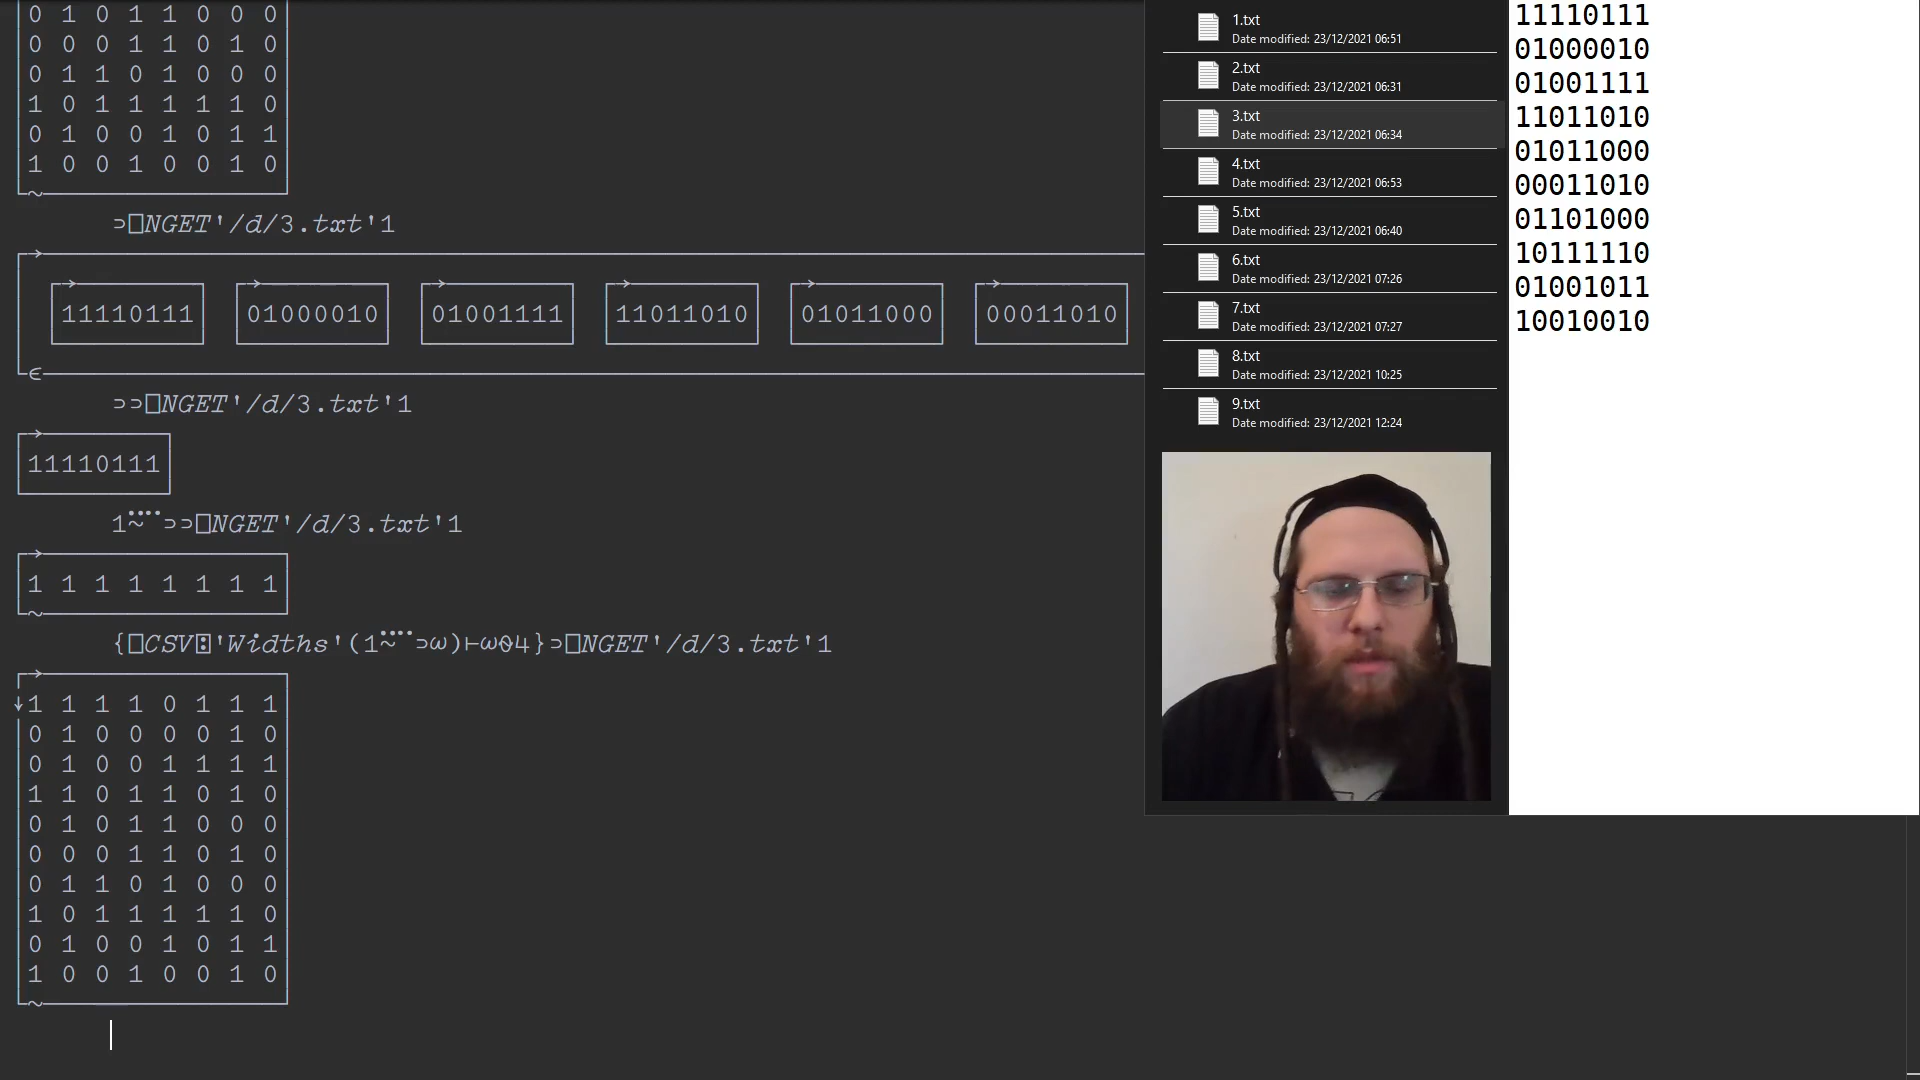 0 1 0 1 1 0 0 0
0 0 0 1 1 0 1 0
0 1 1 0 1 0 0 0
1 0 1 1 1 1 1 0
0 1 0 0 1 0 1 1
1 0 0 1 0 0 1 0
~
⊃⎕NGET'/d/3.txt'1
→
→ → → → → →
11110111 01000010 01001111 11011010 01011000 00011010
∊
⊃⊃⎕NGET'/d/3.txt'1
→
11110111
1⍨¨⊃⊃⎕NGET'/d/3.txt'1
→
1 1 1 1 1 1 1 1
~
{⎕CSV⍠'Widths'(1⍨¨⊃⍵)⊢⍵⍬4}⊃⎕NGET'/d/3.txt'1
→
↓1 1 1 1 0 1 1 1
0 1 0 0 0 0 1 0
0 1 0 0 1 1 1 1
1 1 0 1 1 0 1 0
0 1 0 1 1 0 0 0
0 0 0 1 1 0 1 0
0 1 1 0 1 0 0 0
1 0 1 1 1 1 1 0
0 1 0 0 1 0 1 1
1 0 0 1 0 0 1 0
~
1.txt
Date modified: 23/12/2021 06:51
2.txt
Date modified: 23/12/2021 06:31
3.txt
Date modified: 23/12/2021 06:34
4.txt
Date modified: 23/12/2021 06:53
5.txt
Date modified: 23/12/2021 06:40
6.txt
Date modified: 23/12/2021 07:26
7.txt
Date modified: 23/12/2021 07:27
8.txt
Date modified: 23/12/2021 10:25
9.txt
Date modified: 23/12/2021 12:24
11110111
01000010
01001111
11011010
01011000
00011010
01101000
10111110
01001011
10010010